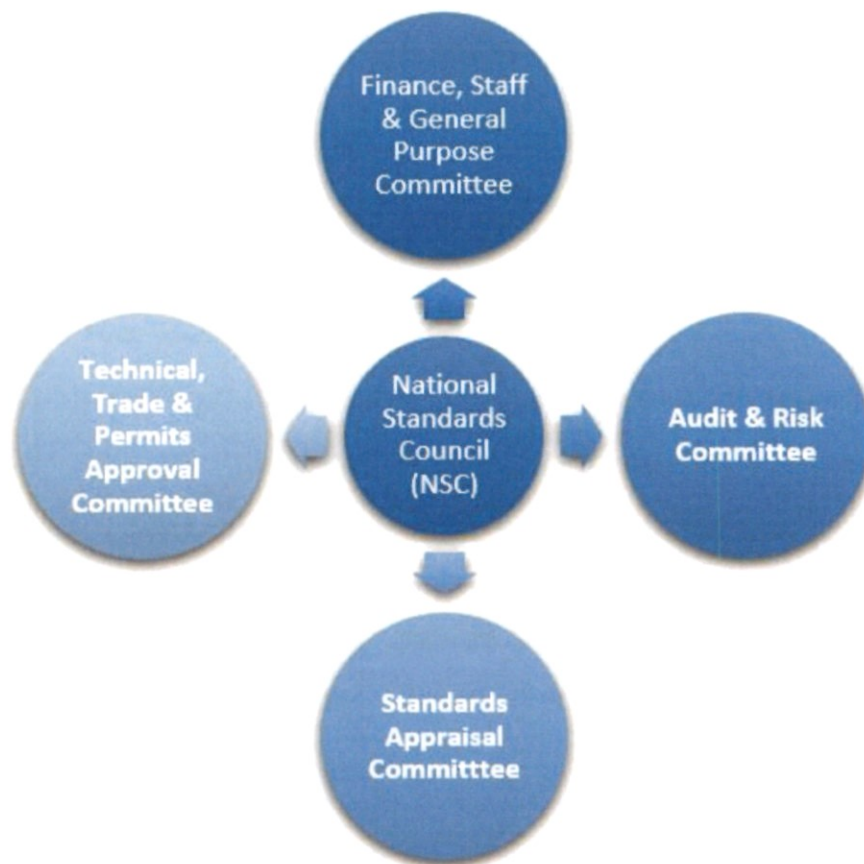 Finance, Staff
& General
Purpose
Committee
Technical,
Trade &
Permits
Approval
Committee
National
Standards
Council
(NSC)
Audit & Risk
Committee
Standards
Appraisal
Committtee